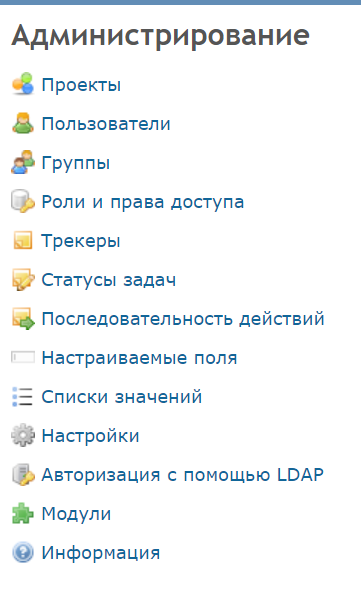 Администрирование
Проекты
Пользователи
Группы
Роли и права доступа
Трекеры
Статусы задач
Последовательность действий
Настраиваемые поля
Списки значений
Настройки
Авторизация с помощью LDAP
Модули
Информация